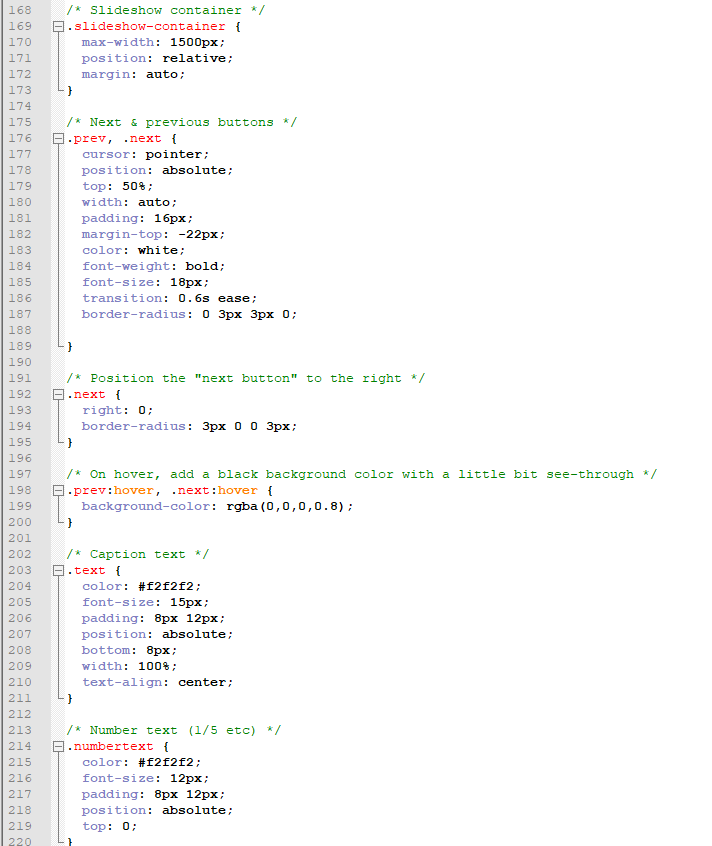 168 /* Slideshow container */
169 .slideshow-container {
170 max-width: 1500px;
171 position: relative;
172 margin: auto;
173 }
174
175 /* Next & previous buttons */
176 .prev, .next {
177 cursor: pointer;
178 position: absolute;
179 top: 50%;
180 width: auto;
181 padding: 16px;
182 margin-top: -22px;
183 color: white;
184 font-weight: bold;
185 font-size: 18px;
186 transition: 0.6s ease;
187 border-radius: 0 3px 3px 0;
188
189 }
190
191 /* Position the "next button" to the right */
192 .next {
193 right: 0;
194 border-radius: 3px 0 0 3px;
195 }
196
197 /* On hover, add a black background color with a little bit see-through */
198 .prev:hover, .next:hover {
199 background-color: rgba(0,0,0,0.8);
200 }
201
202 /* Caption text */
203 .text {
204 color: #f2f2f2;
205 font-size: 15px;
206 padding: 8px 12px;
207 position: absolute;
208 bottom: 8px;
209 width: 100%;
210 text-align: center;
211 }
212
213 /* Number text (1/5 etc) */
214 .numbertext {
215 color: #f2f2f2;
216 font-size: 12px;
217 padding: 8px 12px;
218 position: absolute;
219 top: 0;
220 }